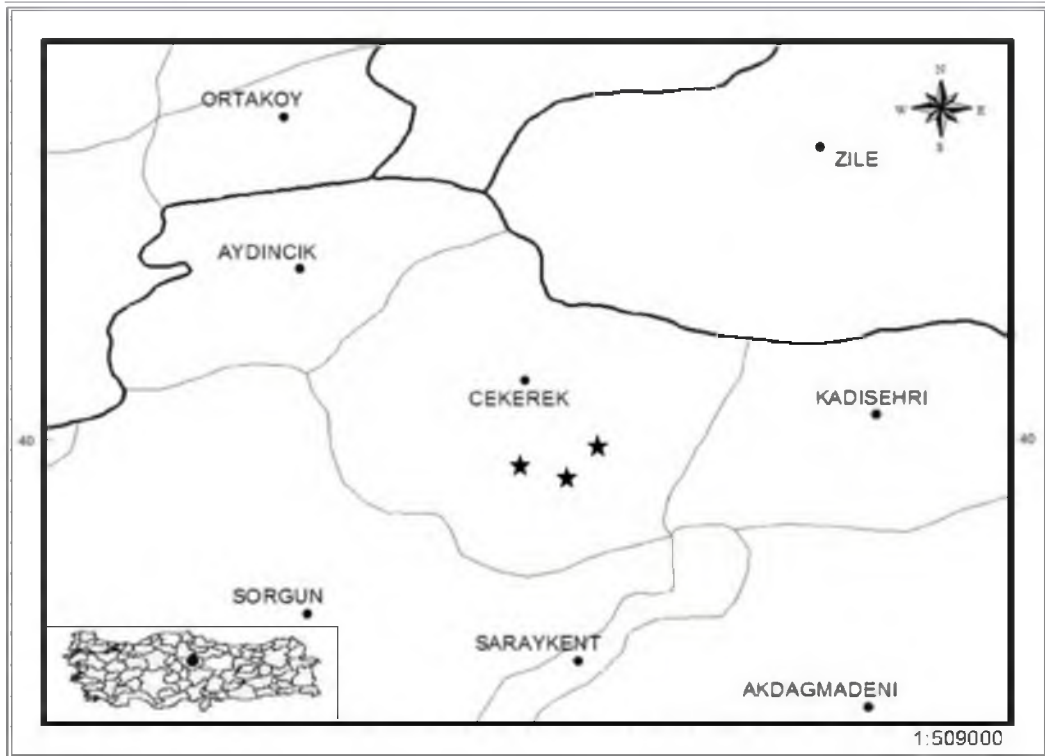 N
ORTAKOY
W E
S
ZILE
AYDINCIK
CEKEREK
KADISEHRI
40 40
SORGUN
SARAYKENT
AKDAGMADENI
1:509000